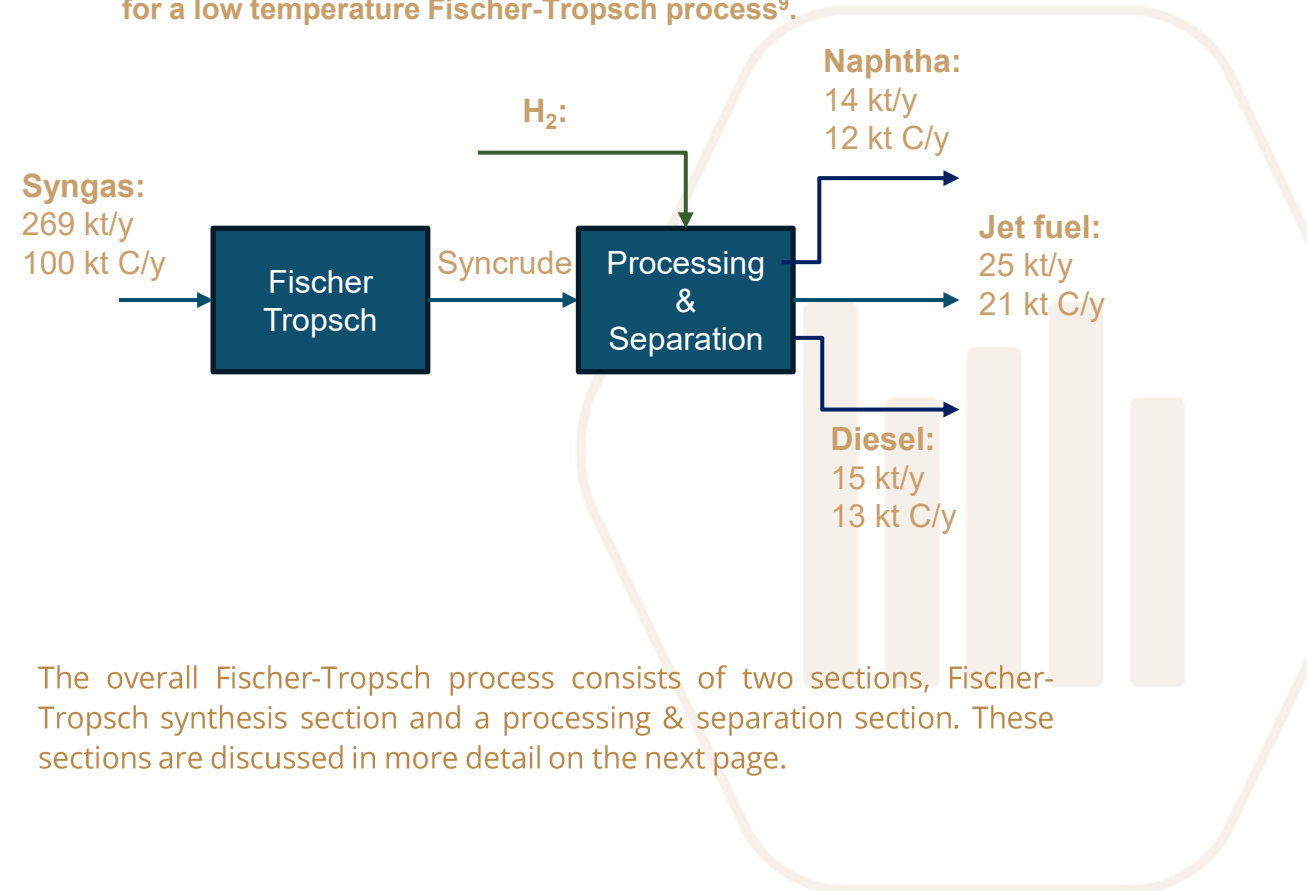 for a low temperature Fischer-Tropsch process⁹.
Naphtha:
14 kt/y
12 kt C/y
H₂:
Syngas:
269 kt/y
100 kt C/y
Fischer
Tropsch
Syncrude
Processing
&
Separation
Jet fuel:
25 kt/y
21 kt C/y
Diesel:
15 kt/y
13 kt C/y
The overall Fischer-Tropsch process consists of two sections, Fischer-
Tropsch synthesis section and a processing & separation section. These
sections are discussed in more detail on the next page.